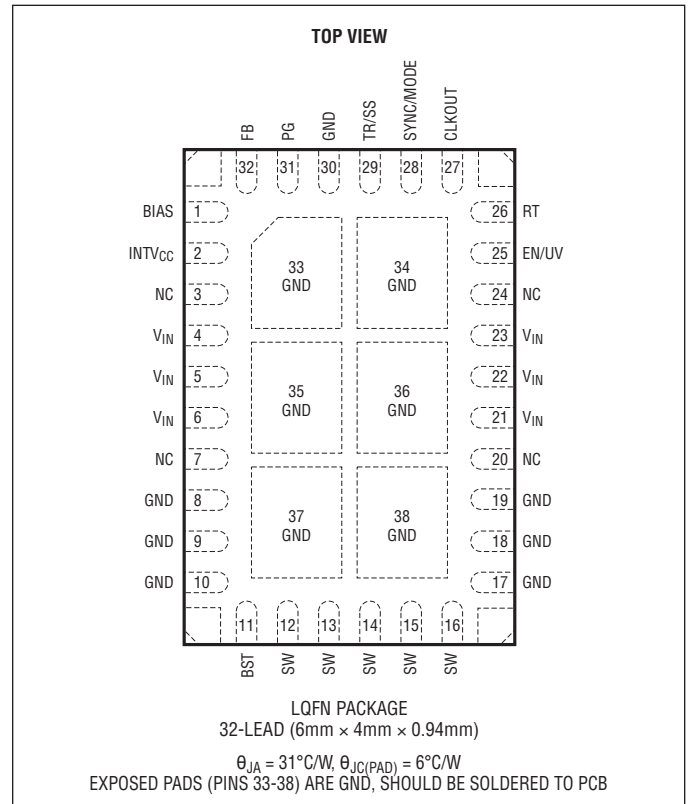 TOP VIEW
FB
PG
GND
TR/SS
SYNC/MODE
CLKOUT
32 31 30 29 28 27
BIAS 1 26 RT
INTVCC 2 25 EN/UV
33
GND
34
GND
NC 3 24 NC
VIN 4 23 VIN
VIN 5 22 VIN
35
GND
36
GND
VIN 6 21 VIN
NC 7 20 NC
GND 8 19 GND
37
GND
38
GND
GND 9 18 GND
GND 10 17 GND
11 12 13 14 15 16
BST
SW
SW
SW
SW
SW
LQFN PACKAGE
32-LEAD (6mm × 4mm × 0.94mm)
θJA = 31°C/W, θJC(PAD) = 6°C/W
EXPOSED PADS (PINS 33-38) ARE GND, SHOULD BE SOLDERED TO PCB